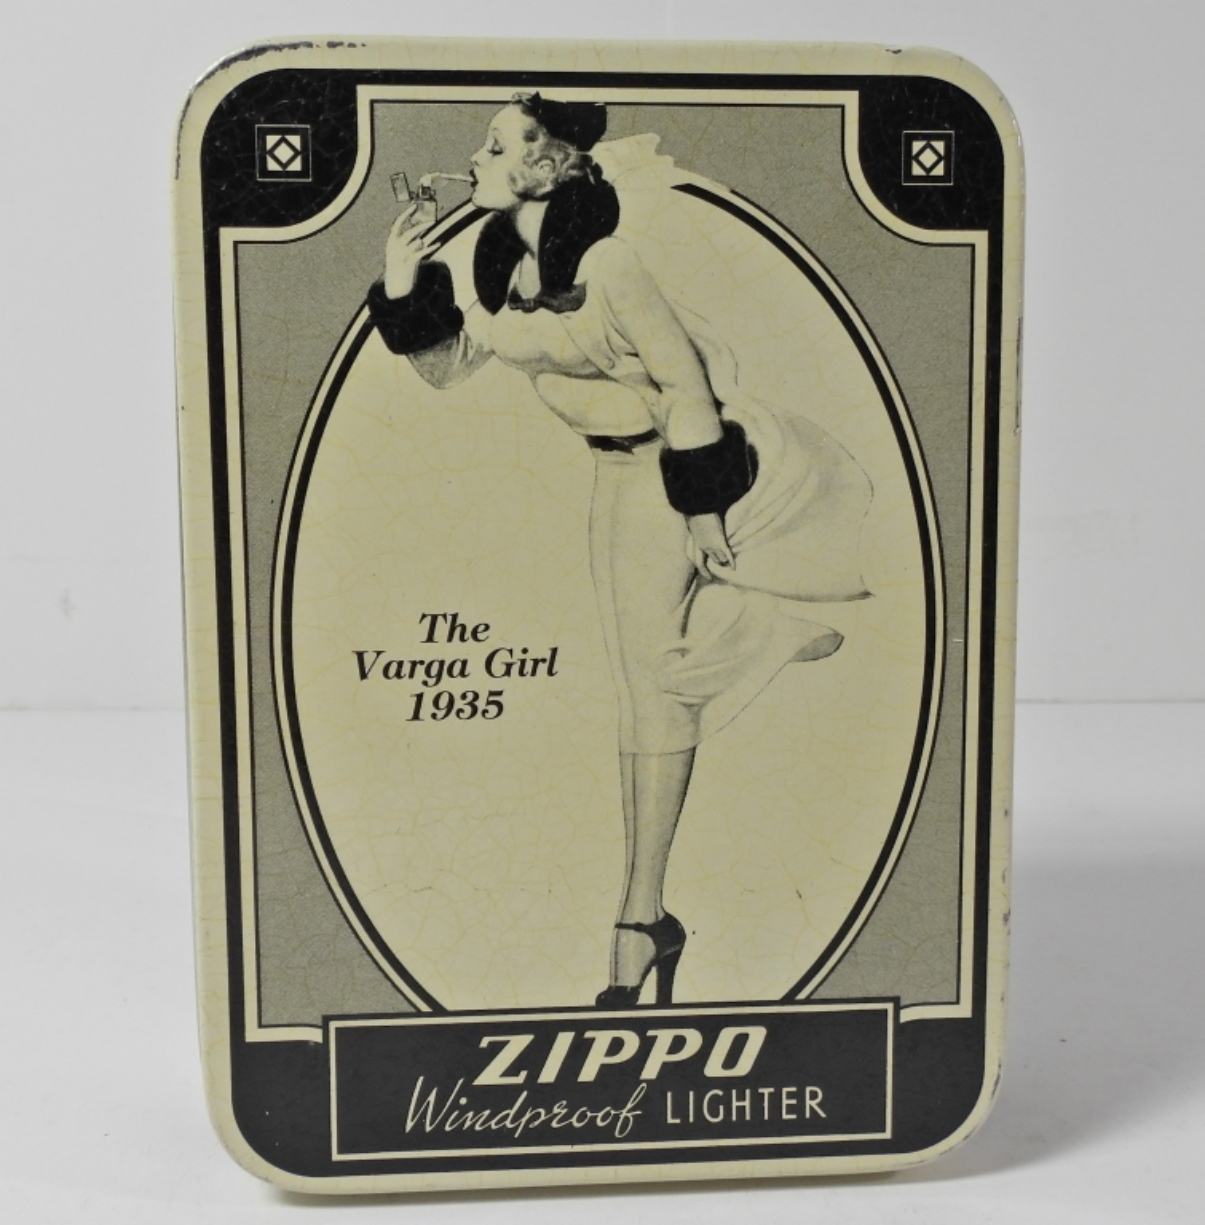 The
Varga Girl
1935
ZIPPO
Windproof LIGHTER